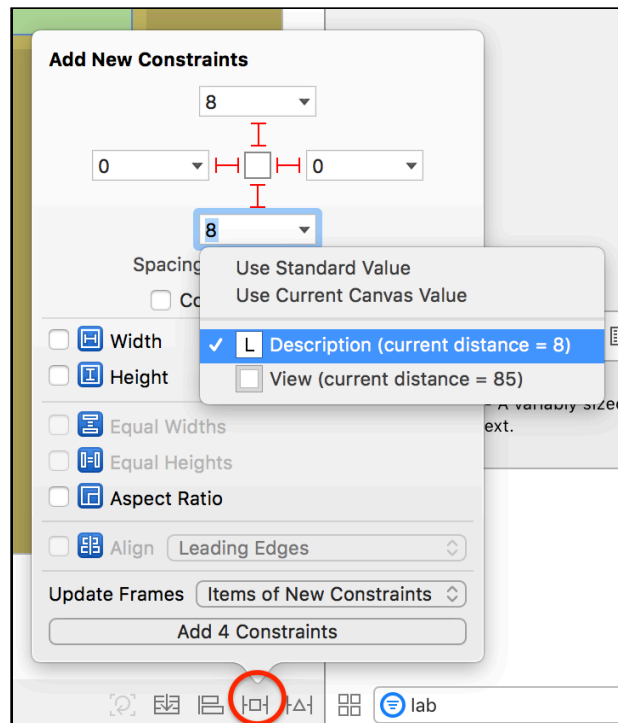 Add New Constraints
8
0
0
8
Spacing
Use Standard Value
Co
Use Current Canvas Value
Width
L Description (current distance = 8)
Height
View (current distance = 85)
- A variably sized
ext.
Equal Widths
Equal Heights
Aspect Ratio
Align Leading Edges
Update Frames Items of New Constraints
Add 4 Constraints
lab